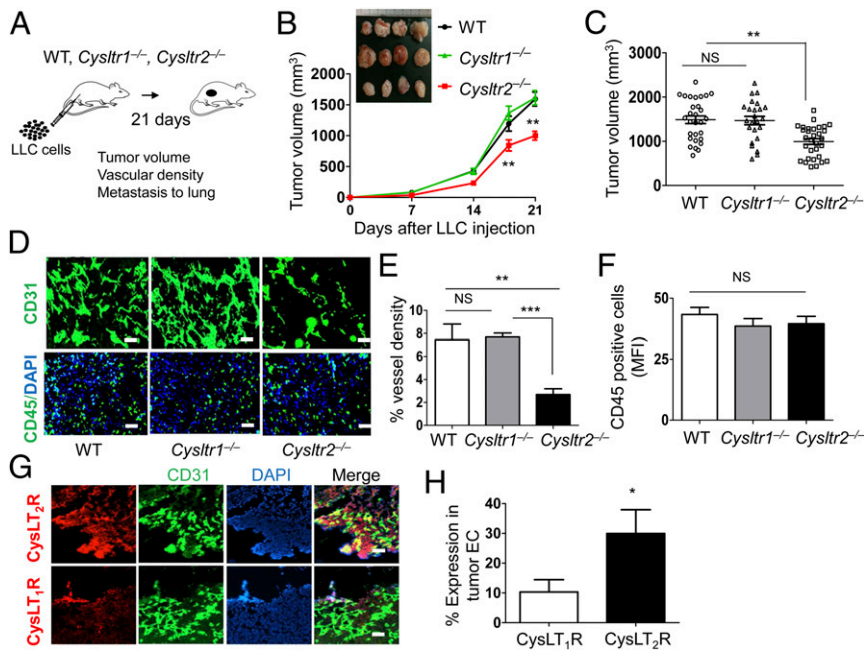 A
WT, Cysltr1–/–, Cysltr2–/–
21 days
LLC cells
Tumor volume
Vascular density
Metastasis to lung
B
WT
Cysltr1–/–
Cysltr2–/–
Tumor volume (mm3)
2000
1500
1000
500
0
**
**
0 7 14 21
Days after LLC injection
C
**
NS
Tumor volume (mm3)
3000
2000
1000
0
WT Cysltr1–/– Cysltr2–/–
D
CD31
CD45/DAPI
WT Cysltr1–/– Cysltr2–/–
E
**
NS
***
% vessel density
10
8
6
4
2
0
WT Cysltr1–/– Cysltr2–/–
F
NS
CD45 positive cells
(MFI)
50
25
0
WT Cysltr1–/– Cysltr2–/–
G
CD31 DAPI Merge
CysLT2R
CysLT1R
H
*
% Expression in
tumor EC
50
40
30
20
10
0
CysLT1R CysLT2R